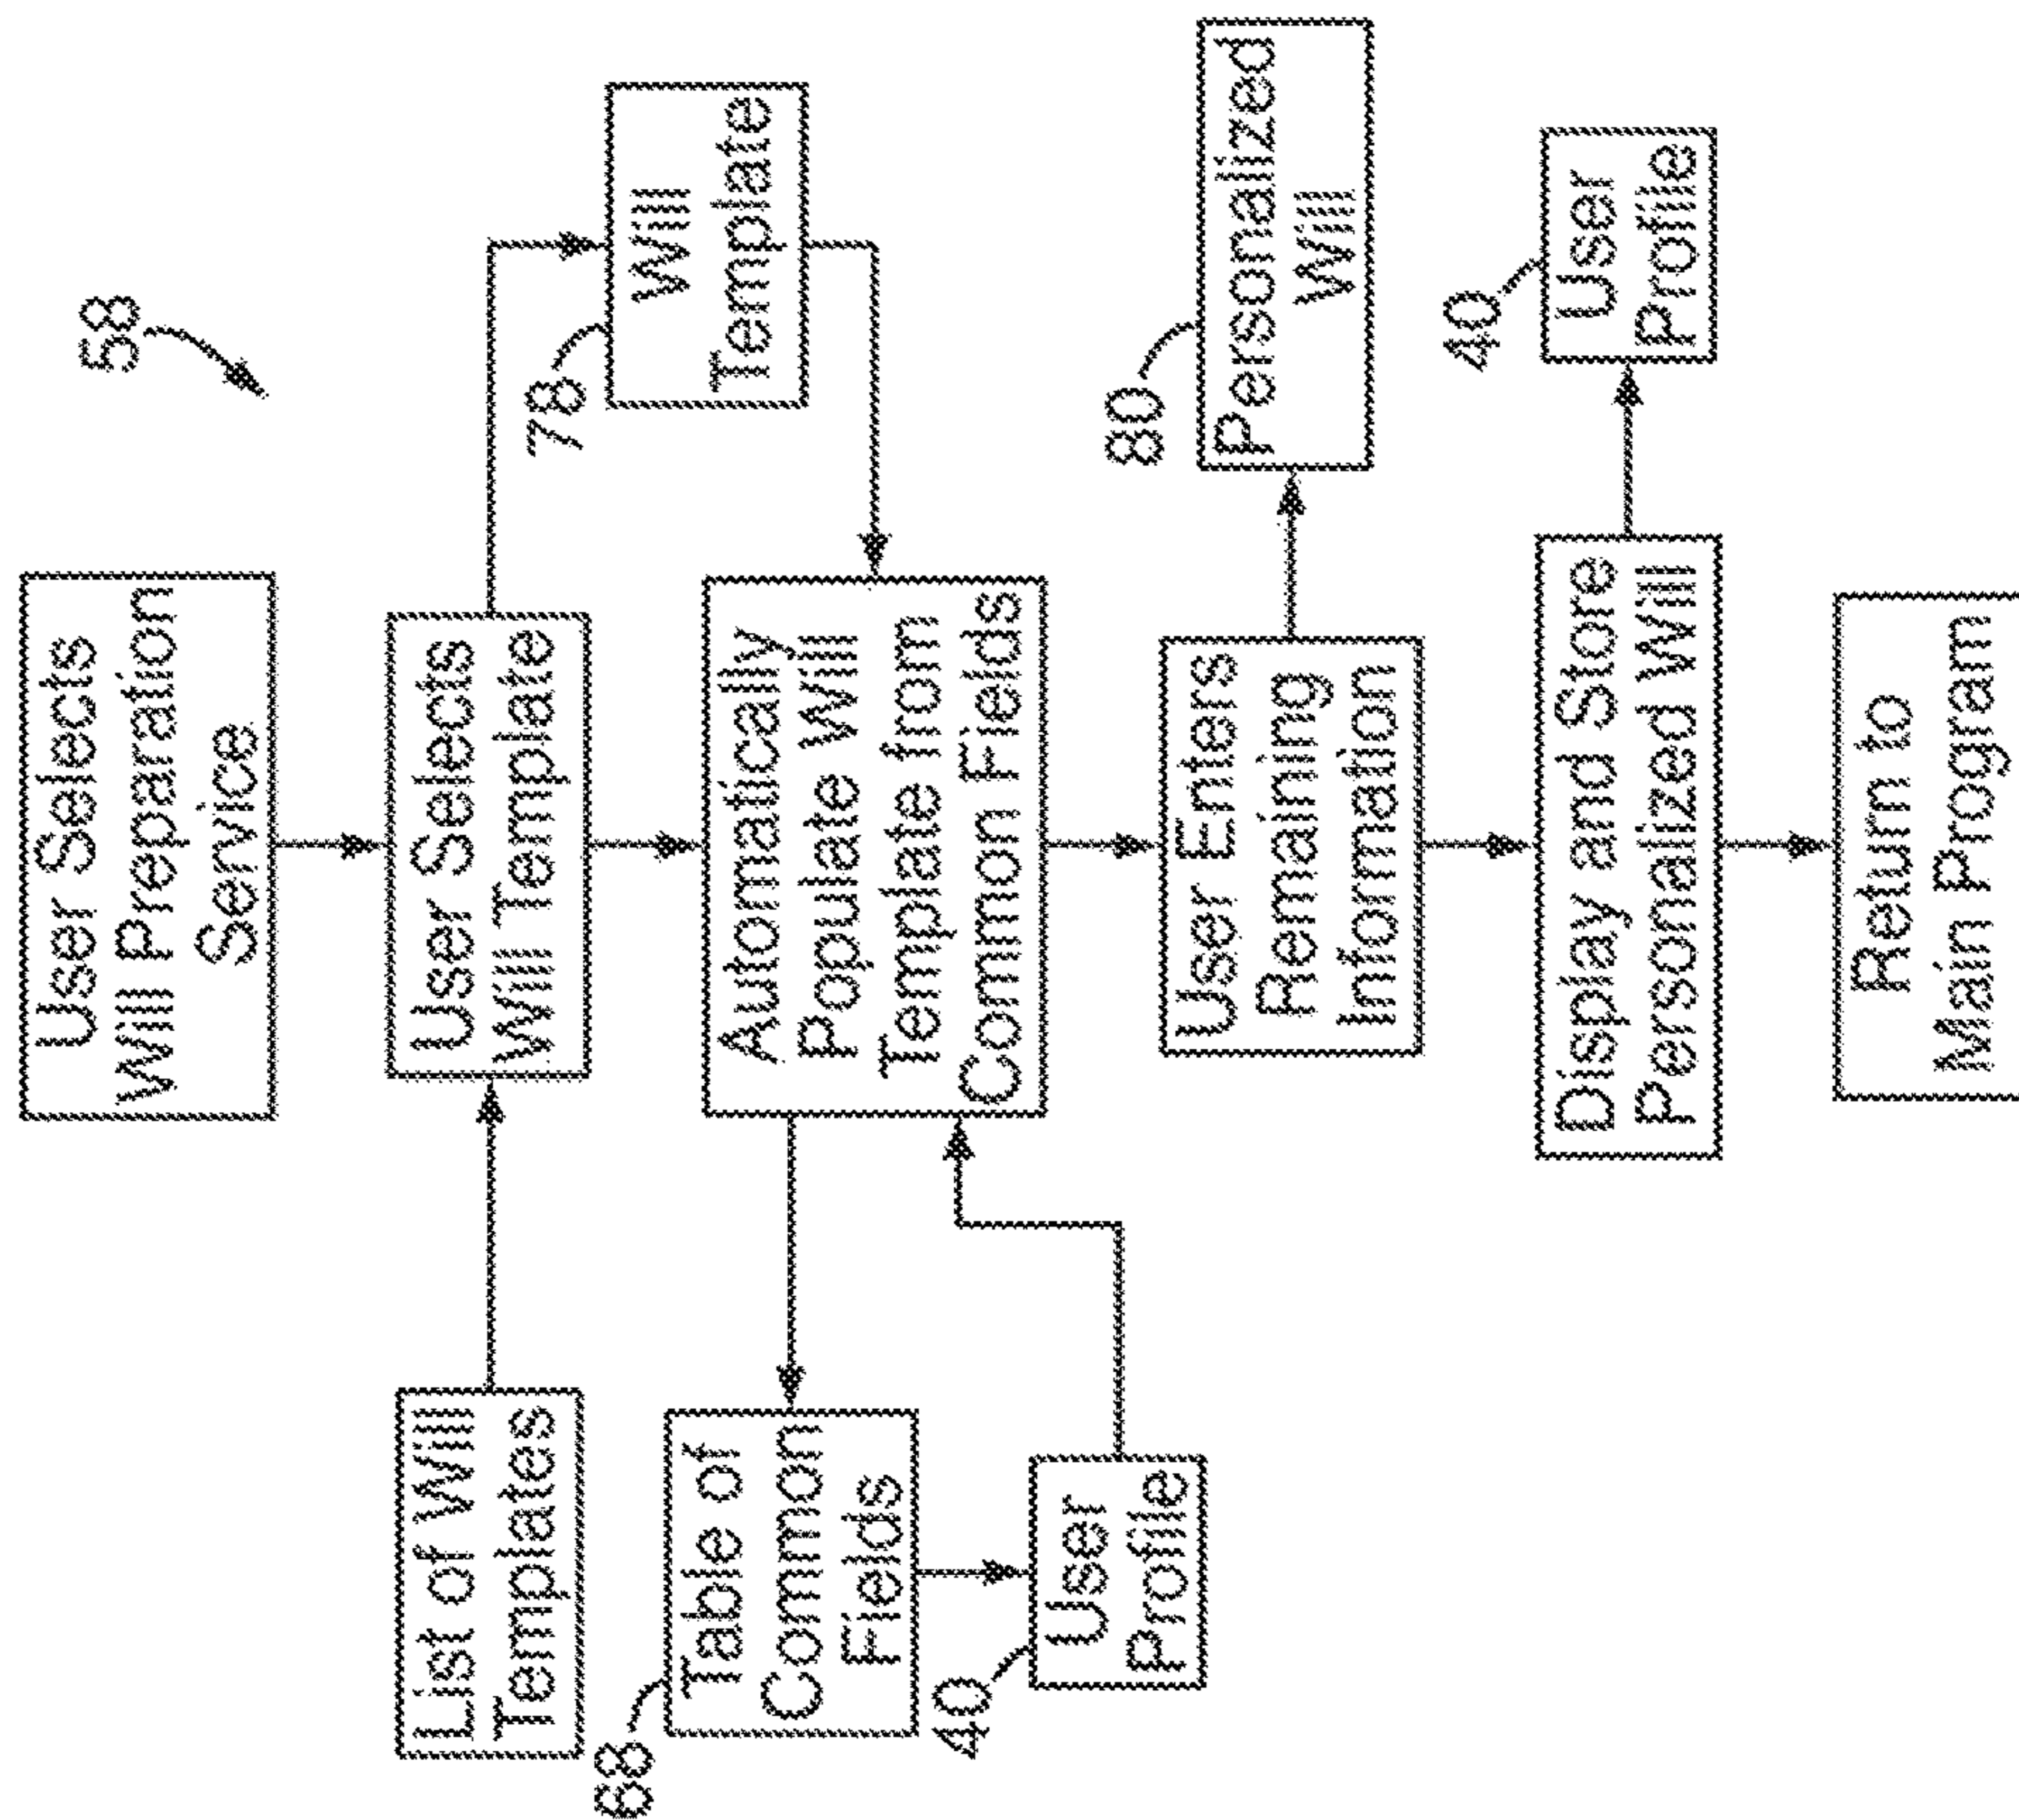 58
User Selects
Will Preparation
Service
List of Will
Templates
User Selects
Will Template
78
Will
Template
68
Table of
Common
Fields
Automatically
Populate Will
Template from
Common Fields
40
User
Profile
User Enters
Remaining
Information
80
Personalized
Will
Display and Store
Personalized Will
40
User
Profile
Return to
Main Program